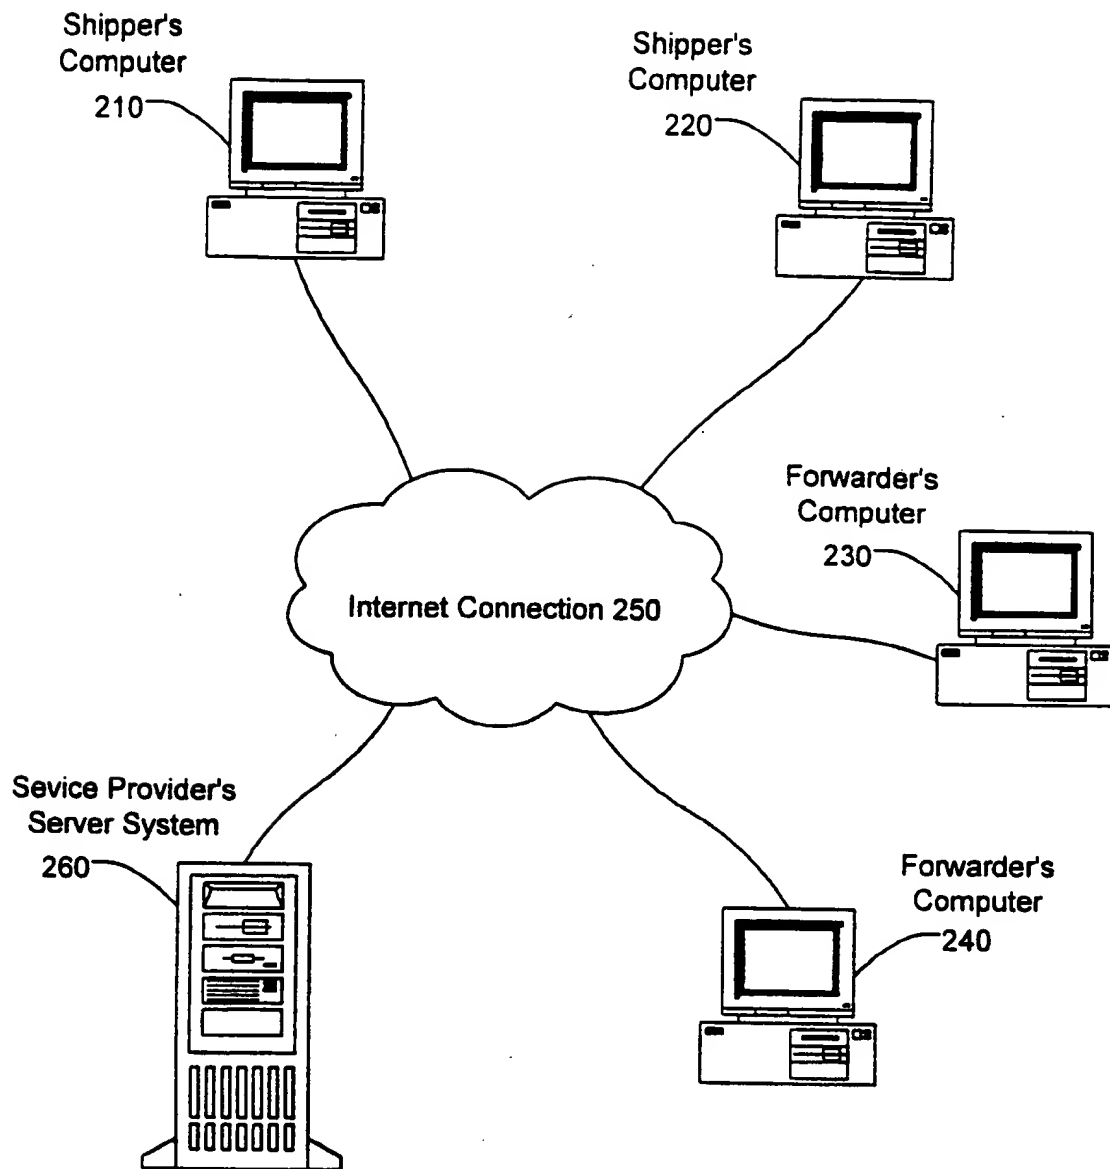 Shipper's
Computer
210
Shipper's
Computer
220
Forwarder's
Computer
230
Internet Connection 250
Sevice Provider's
Server System
260
Forwarder's
Computer
240